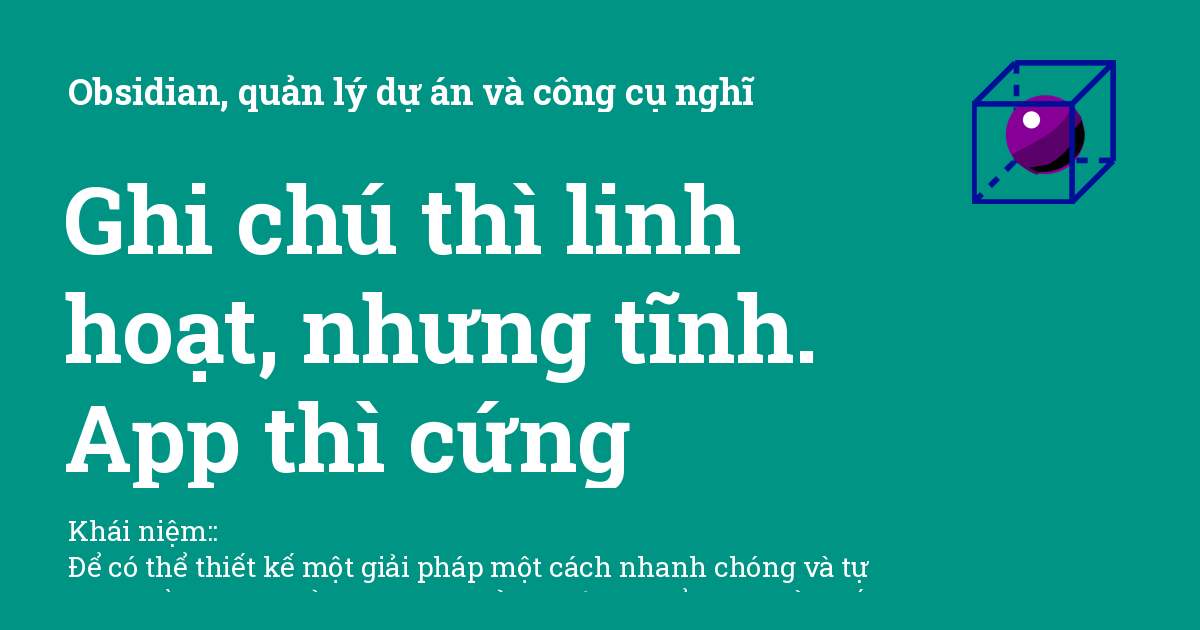 Obsidian, quản lý dự án và công cụ nghĩ
Ghi chú thì linh
hoạt, nhưng tĩnh.
App thì cứng
Khái niệm::
Để có thể thiết kế một giải pháp một cách nhanh chóng và tự